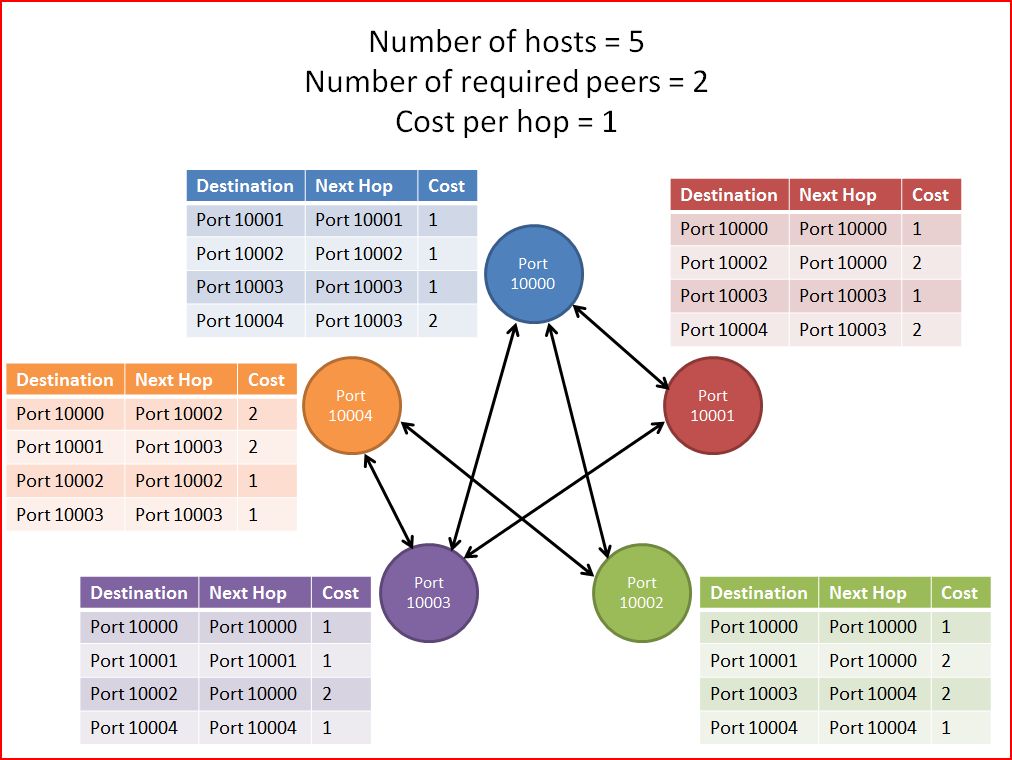 Number of hosts = 5
Number of required peers = 2
Cost per hop = 1
Destination Next Hop Cost
Port 10001 Port 10001 1
Port 10002 Port 10002 1
Port 10003 Port 10003 1
Port 10004 Port 10003 2
Port
10000
Destination Next Hop Cost
Port 10000 Port 10000 1
Port 10002 Port 10000 2
Port 10003 Port 10003 1
Port 10004 Port 10003 2
Destination Next Hop Cost
Port 10000 Port 10002 2
Port 10001 Port 10003 2
Port 10002 Port 10002 1
Port 10003 Port 10003 1
Port
10004
Port
10001
Destination Next Hop Cost
Port 10000 Port 10000 1
Port 10001 Port 10001 1
Port 10002 Port 10000 2
Port 10004 Port 10004 1
Port
10003
Port
10002
Destination Next Hop Cost
Port 10000 Port 10000 1
Port 10001 Port 10000 2
Port 10003 Port 10004 2
Port 10004 Port 10004 1